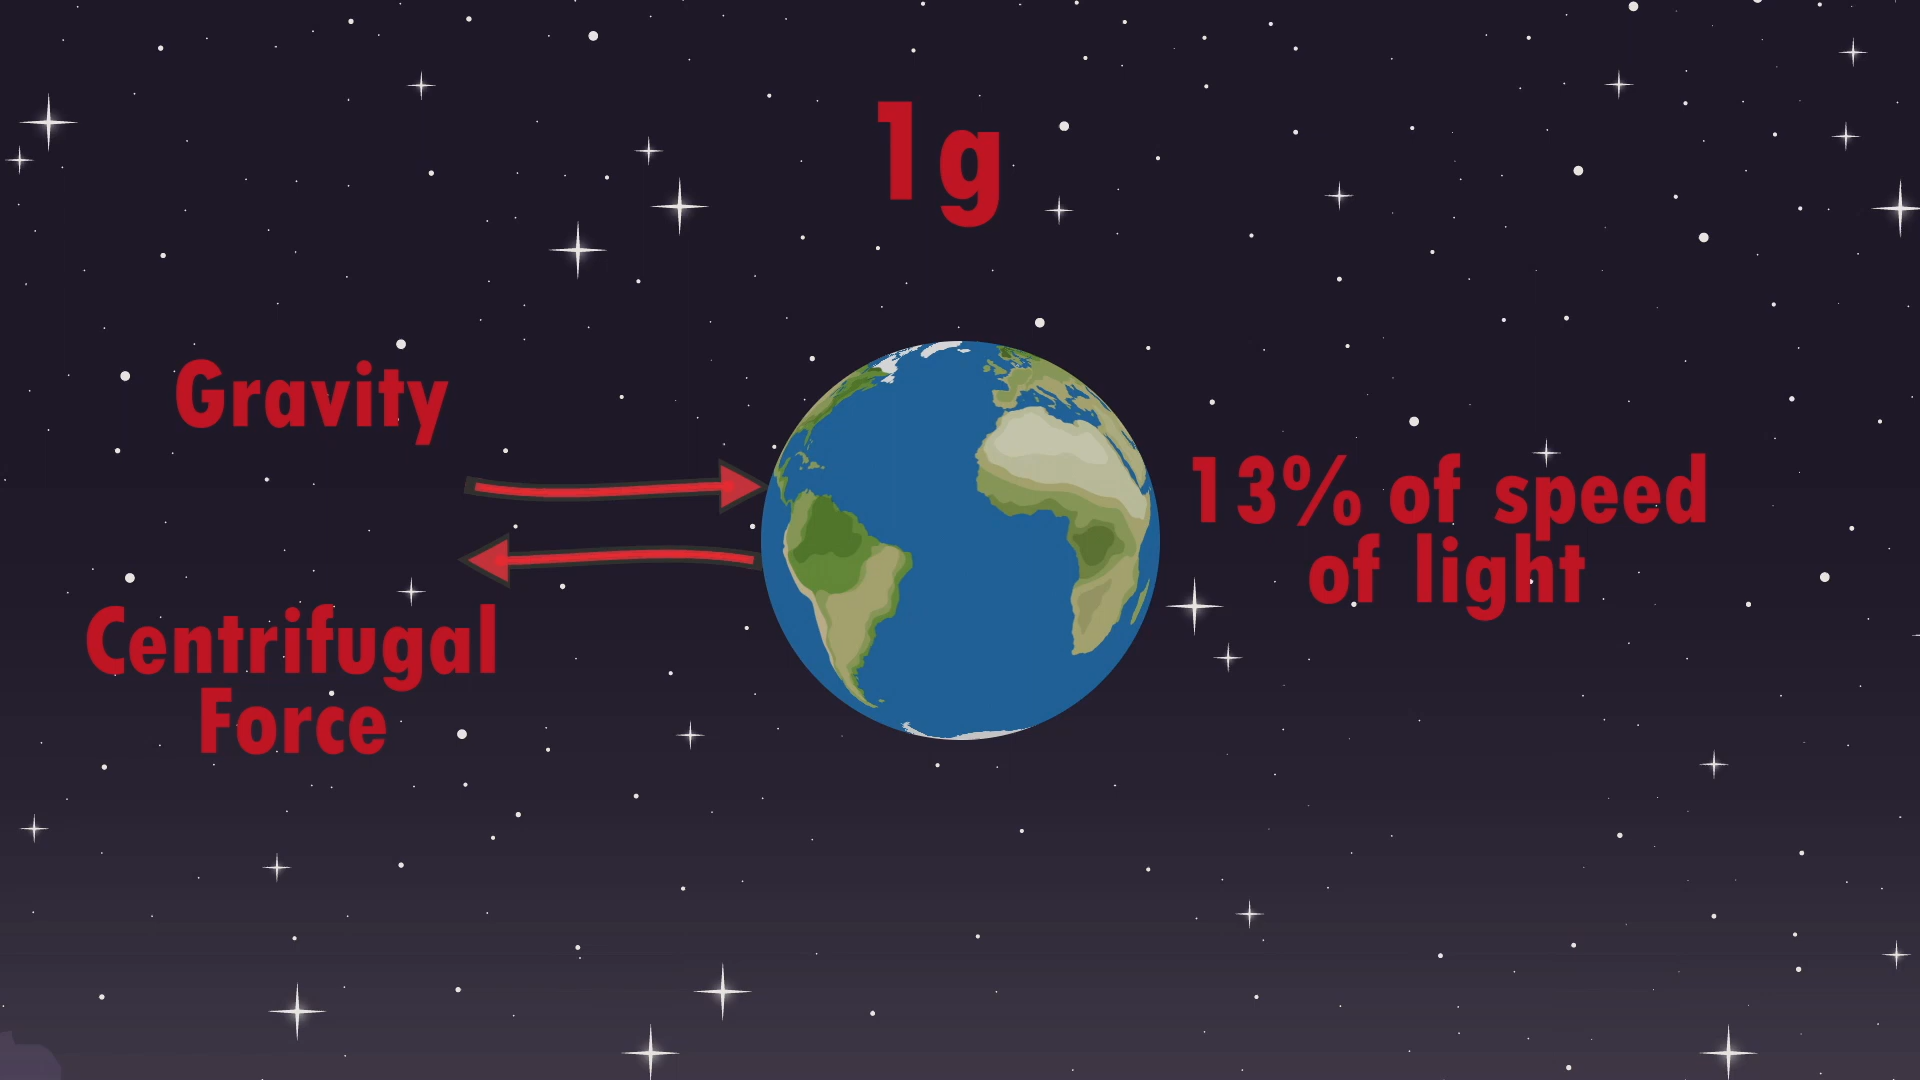 1g
Gravity
Centrifugal
Force
13% of speed
of light